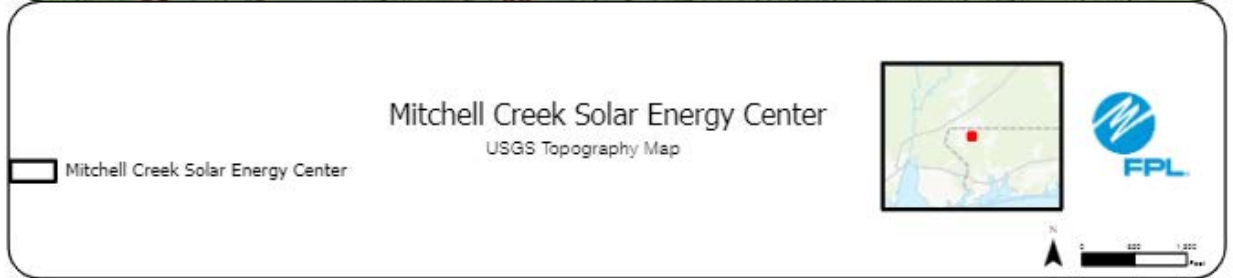 Mitchell Creek Solar Energy Center
USGS Topography Map
Mitchell Creek Solar Energy Center
FPL
N
0
Feet